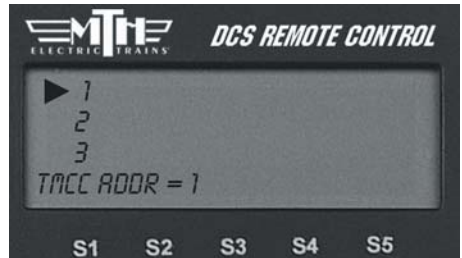 MTH
ELECTRIC TRAINS
DCS REMOTE CONTROL
1
2
3
TMCC ADDR = 1
S1 S2 S3 S4 S5